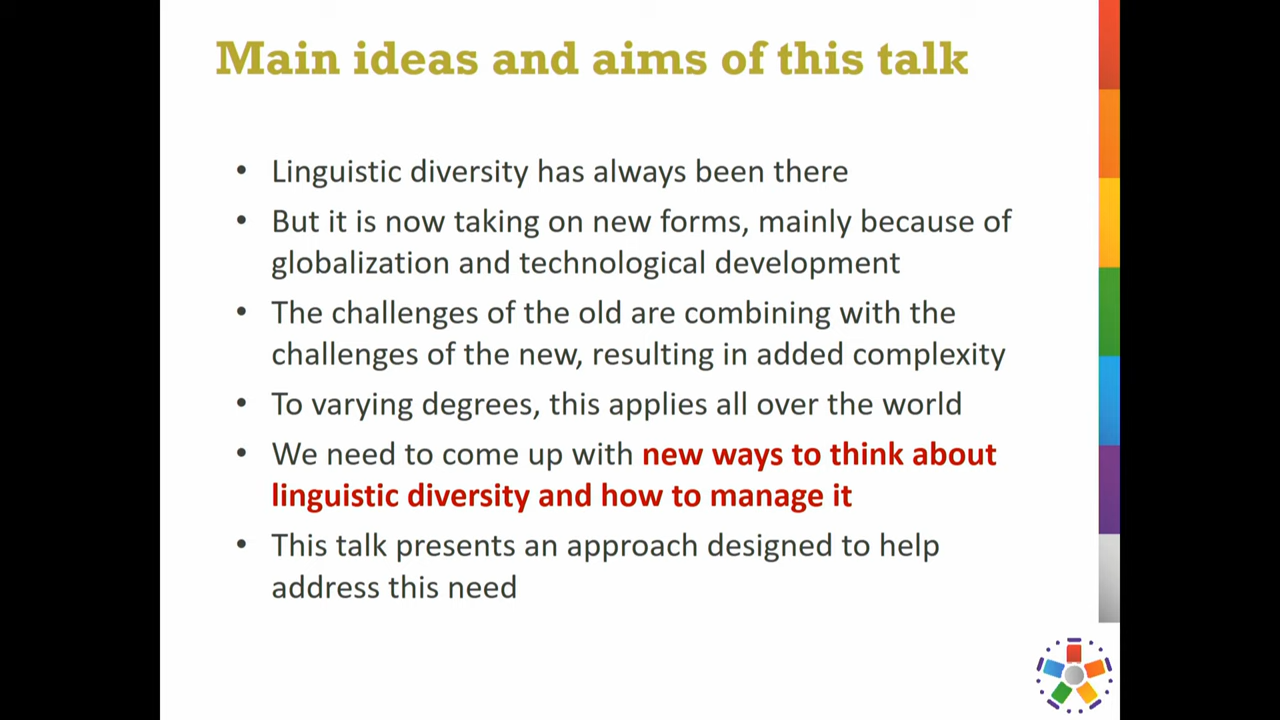 Main ideas and aims of this talk
• Linguistic diversity has always been there
• But it is now taking on new forms, mainly because of
globalization and technological development
• The challenges of the old are combining with the
challenges of the new, resulting in added complexity
• To varying degrees, this applies all over the world
• We need to come up with new ways to think about
linguistic diversity and how to manage it
• This talk presents an approach designed to help
address this need